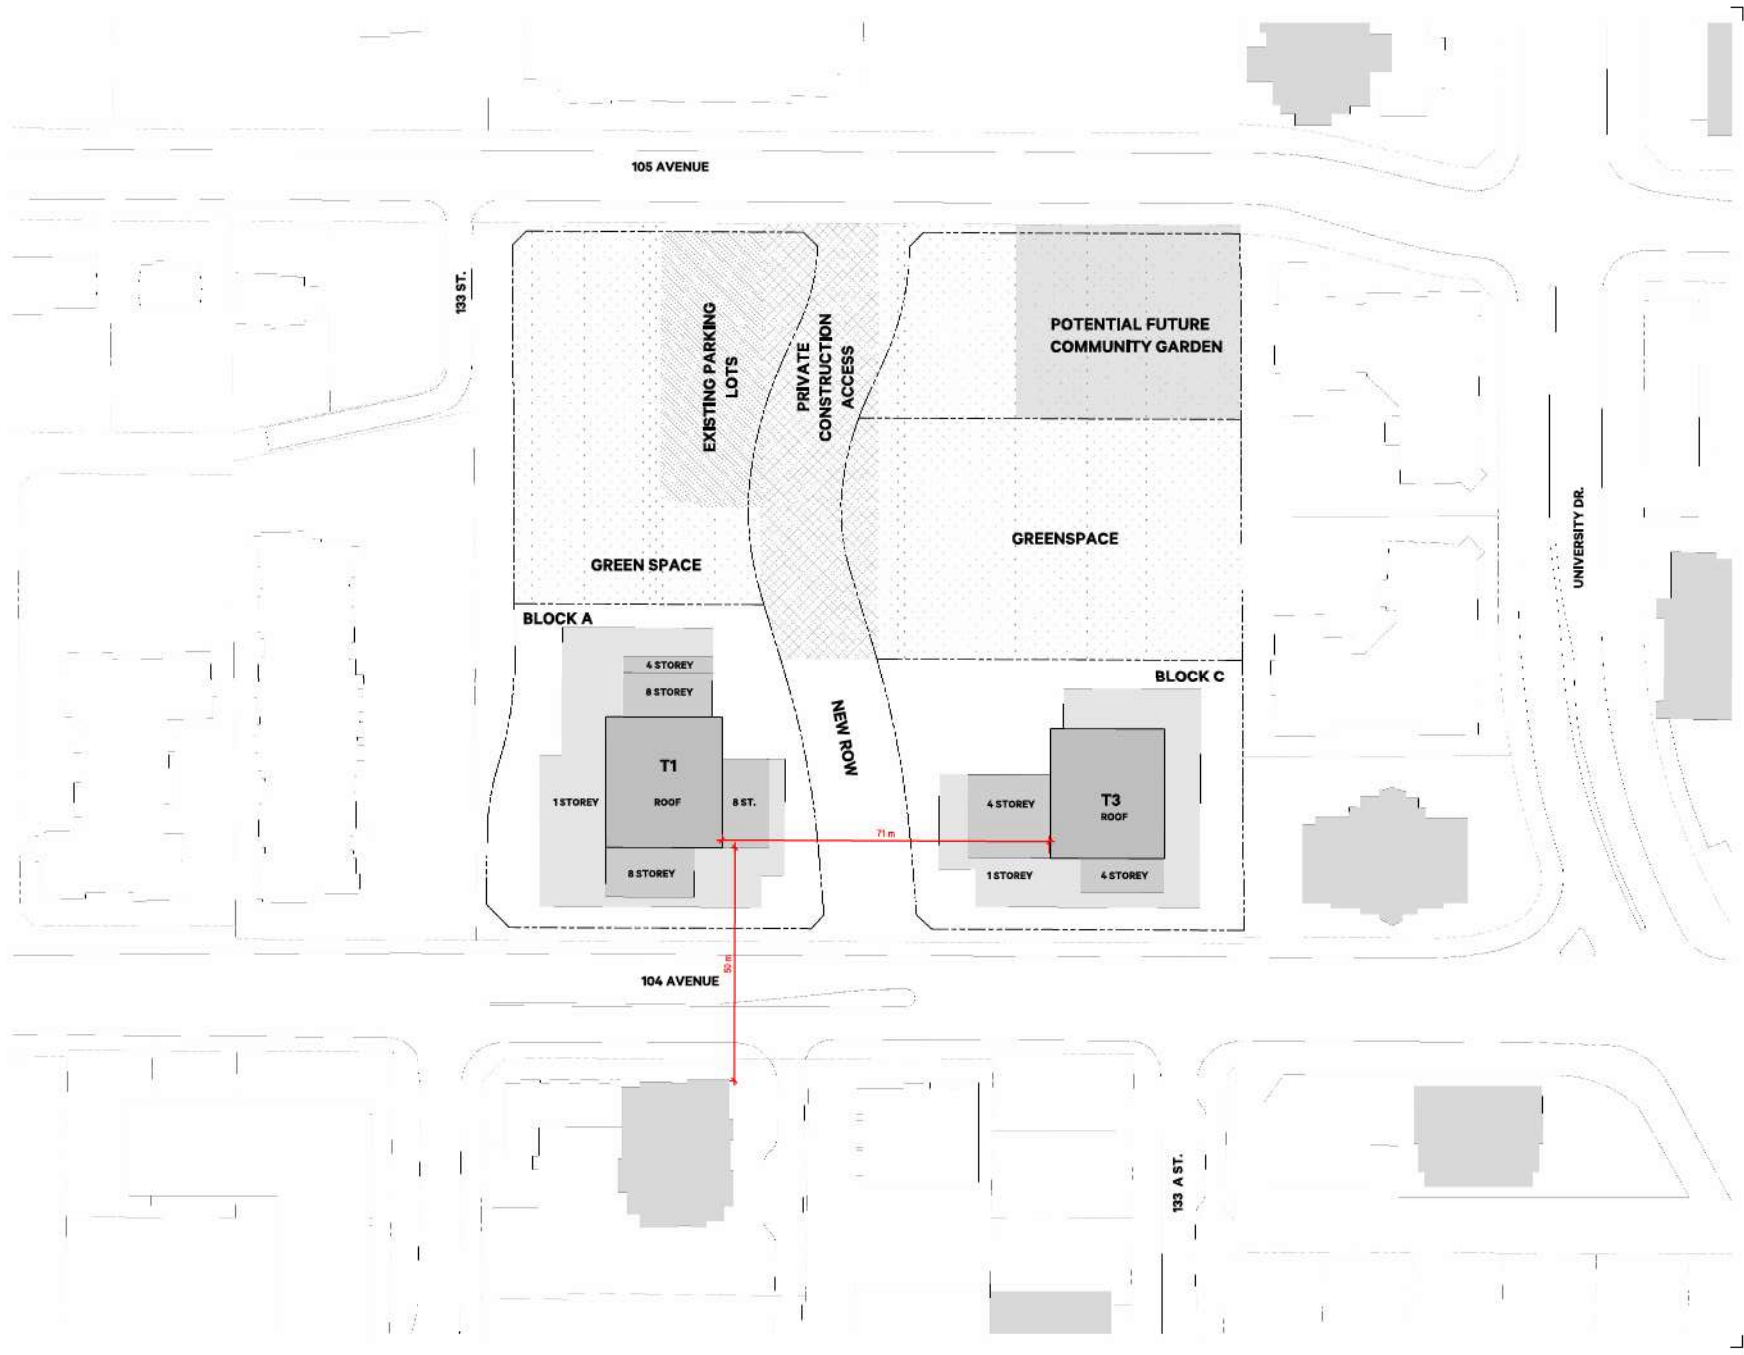 105 AVENUE
133 ST.
EXISTING PARKING
LOTS
PRIVATE
CONSTRUCTION
ACCESS
POTENTIAL FUTURE
COMMUNITY GARDEN
GREENSPACE
GREEN SPACE
UNIVERSITY DR.
BLOCK A
4 STOREY
8 STOREY
BLOCK C
NEW ROW
T1
ROOF
1 STOREY
8 ST.
8 STOREY
71 m
4 STOREY
T3
ROOF
1 STOREY
4 STOREY
50 m
104 AVENUE
133 A ST.